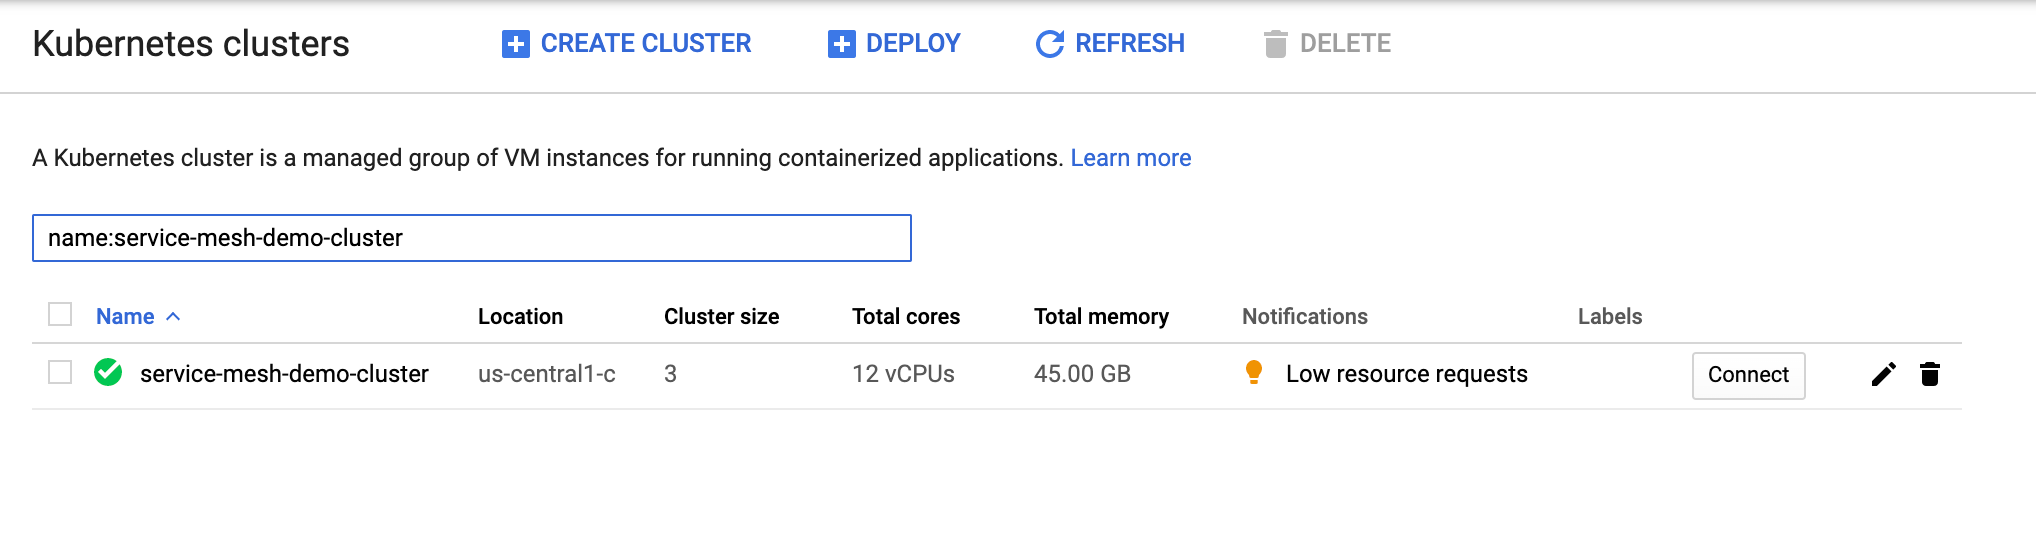 Kubernetes clusters CREATE CLUSTER DEPLOY REFRESH DELETE
A Kubernetes cluster is a managed group of VM instances for running containerized applications. Learn more
name:service-mesh-demo-cluster
Name Location Cluster size Total cores Total memory Notifications Labels
service-mesh-demo-cluster us-central1-c 3 12 vCPUs 45.00 GB Low resource requests Connect